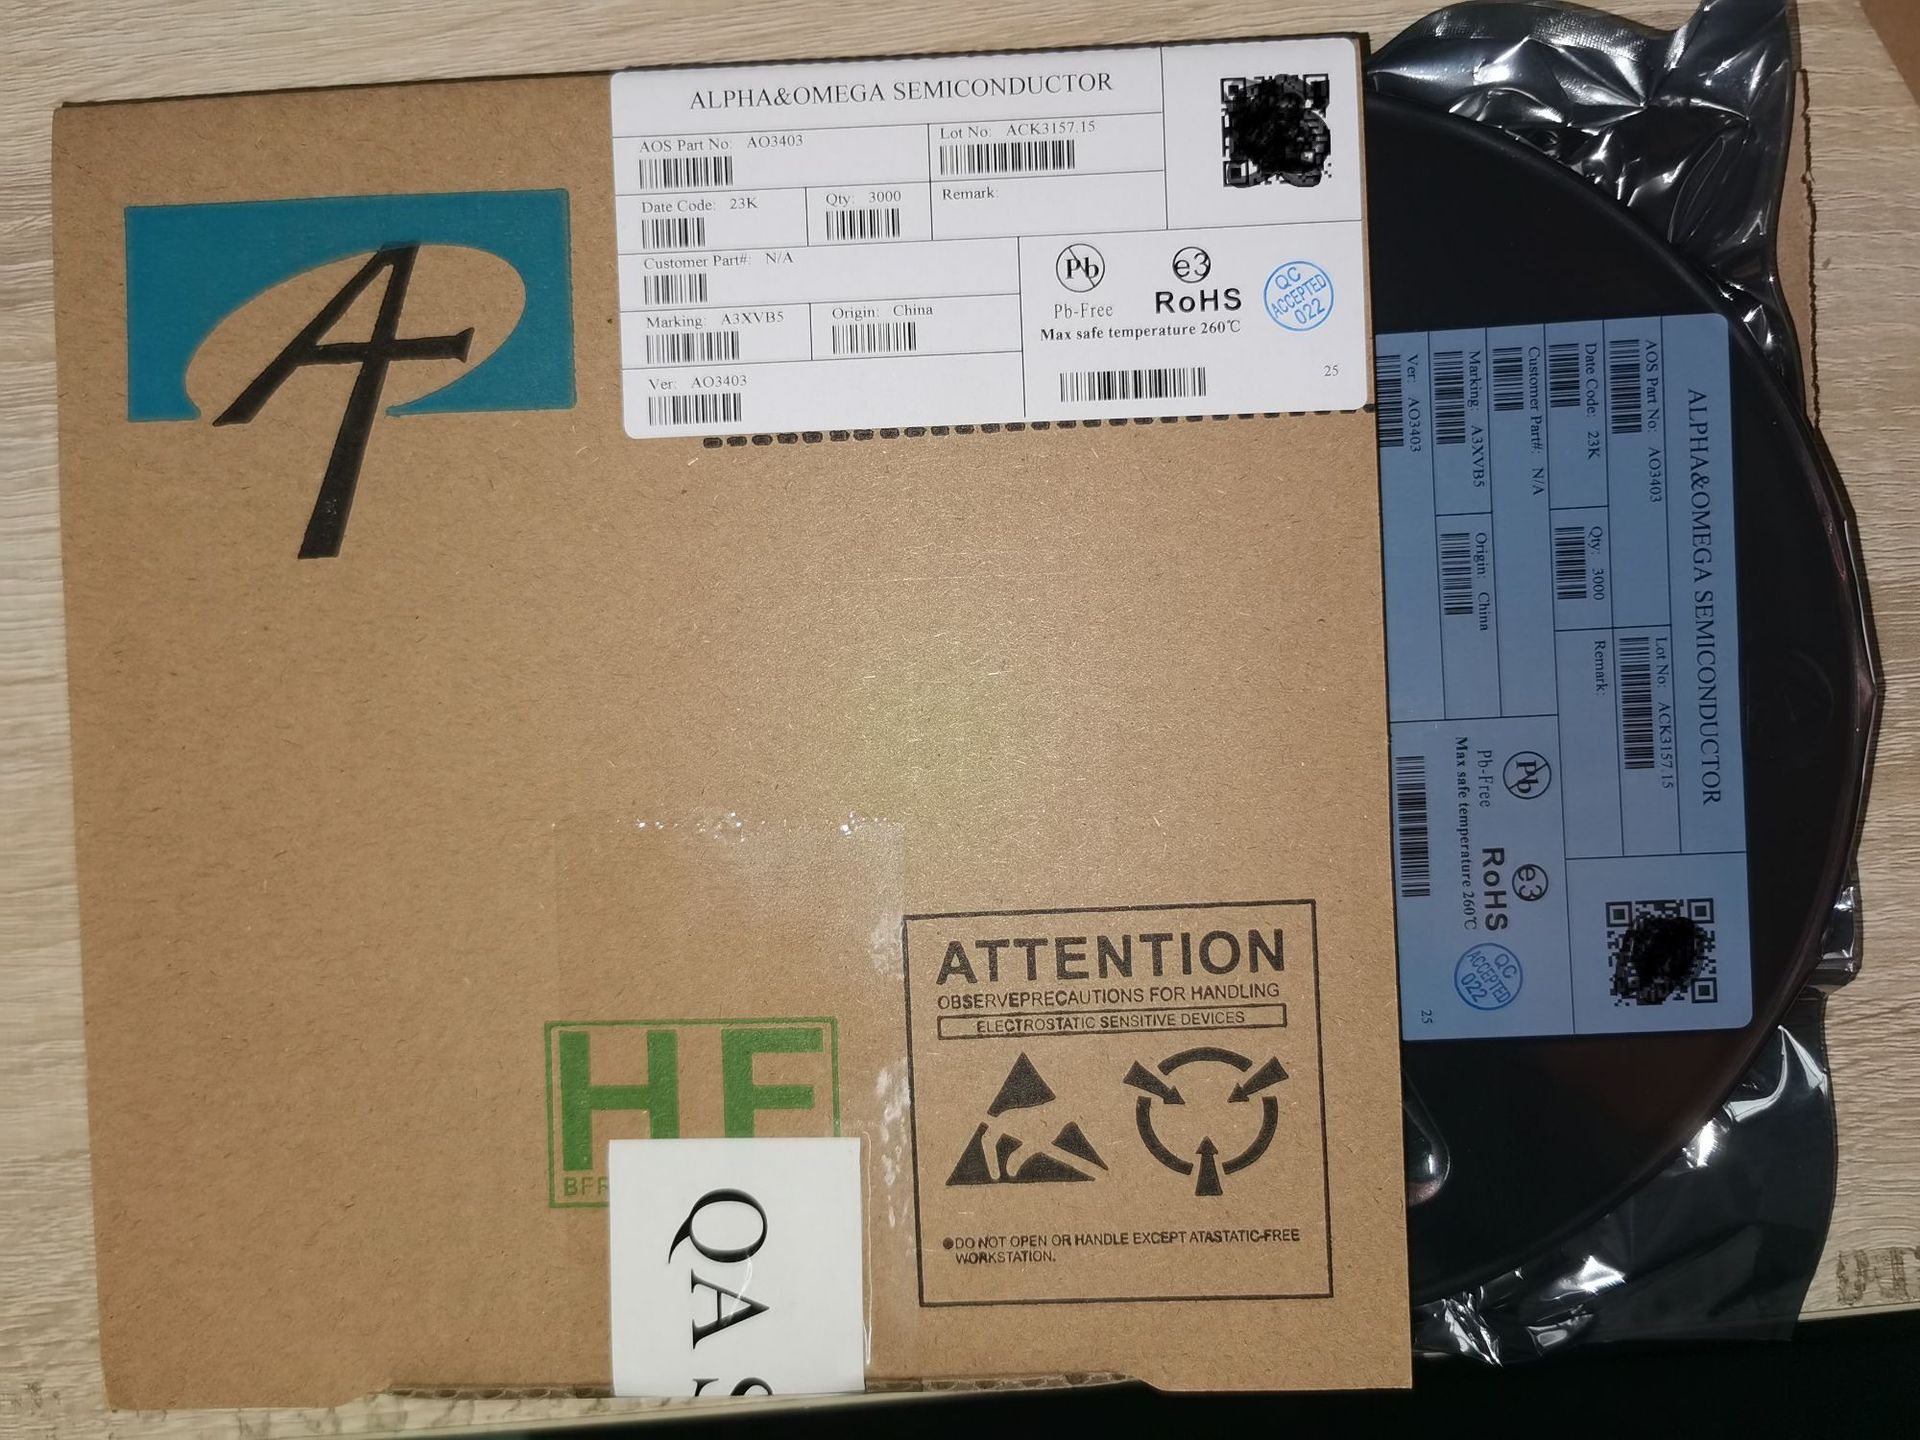 ALPHA&OMEGA SEMICONDUCTOR
AOS Part No: AO3403
Lot No: ACK3157.15
Date Code: 23K
Qty: 3000
Remark:
Customer Part#: N/A
Marking: A3XVB5
Origin: China
Ver: AO3403
Pb
Pb-Free
e3
RoHS
Max safe temperature 260℃
QC
ACCEPTED
022
25
HF
QA
ATTENTION
OBSERVEPRECAUTIONS FOR HANDLING
ELECTROSTATIC SENSITIVE DEVICES
●DO NOT OPEN OR HANDLE EXCEPT ATASTATIC-FREE
WORKSTATION.
ALPHA&OMEGA SEMICONDUCTOR
AOS Part No: AO3403
Lot No: ACK3157.15
Date Code: 23K
Qty: 3000
Remark:
Customer Part#: N/A
Marking: A3XVB5
Origin: China
Ver: AO3403
Pb
Pb-Free
e3
RoHS
Max safe temperature 260℃
QC
ACCEPTED
022
25